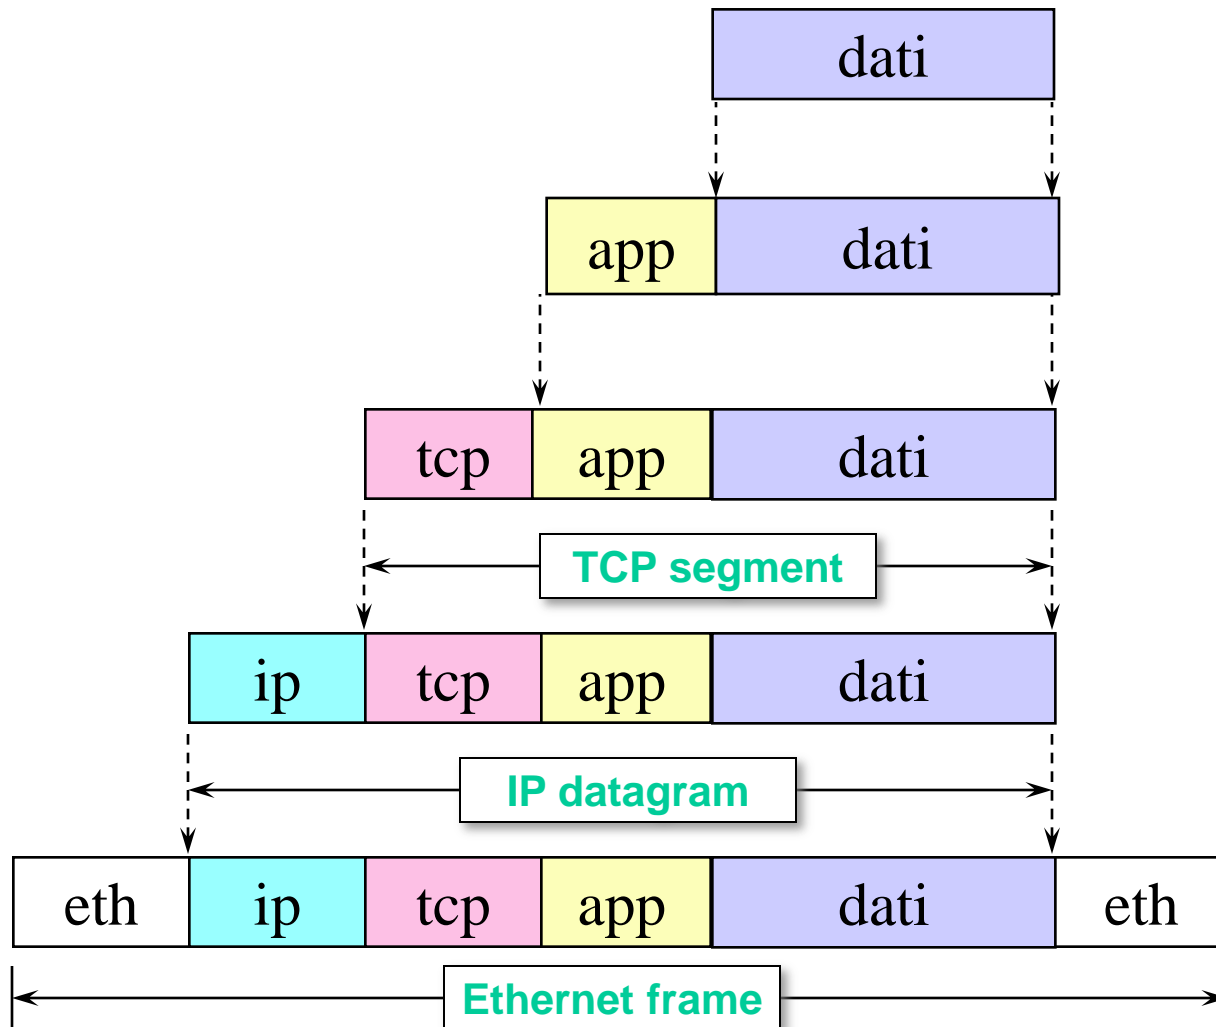 dati
app dati
tcp app dati
TCP segment
ip tcp app dati
IP datagram
eth ip tcp app dati eth
Ethernet frame